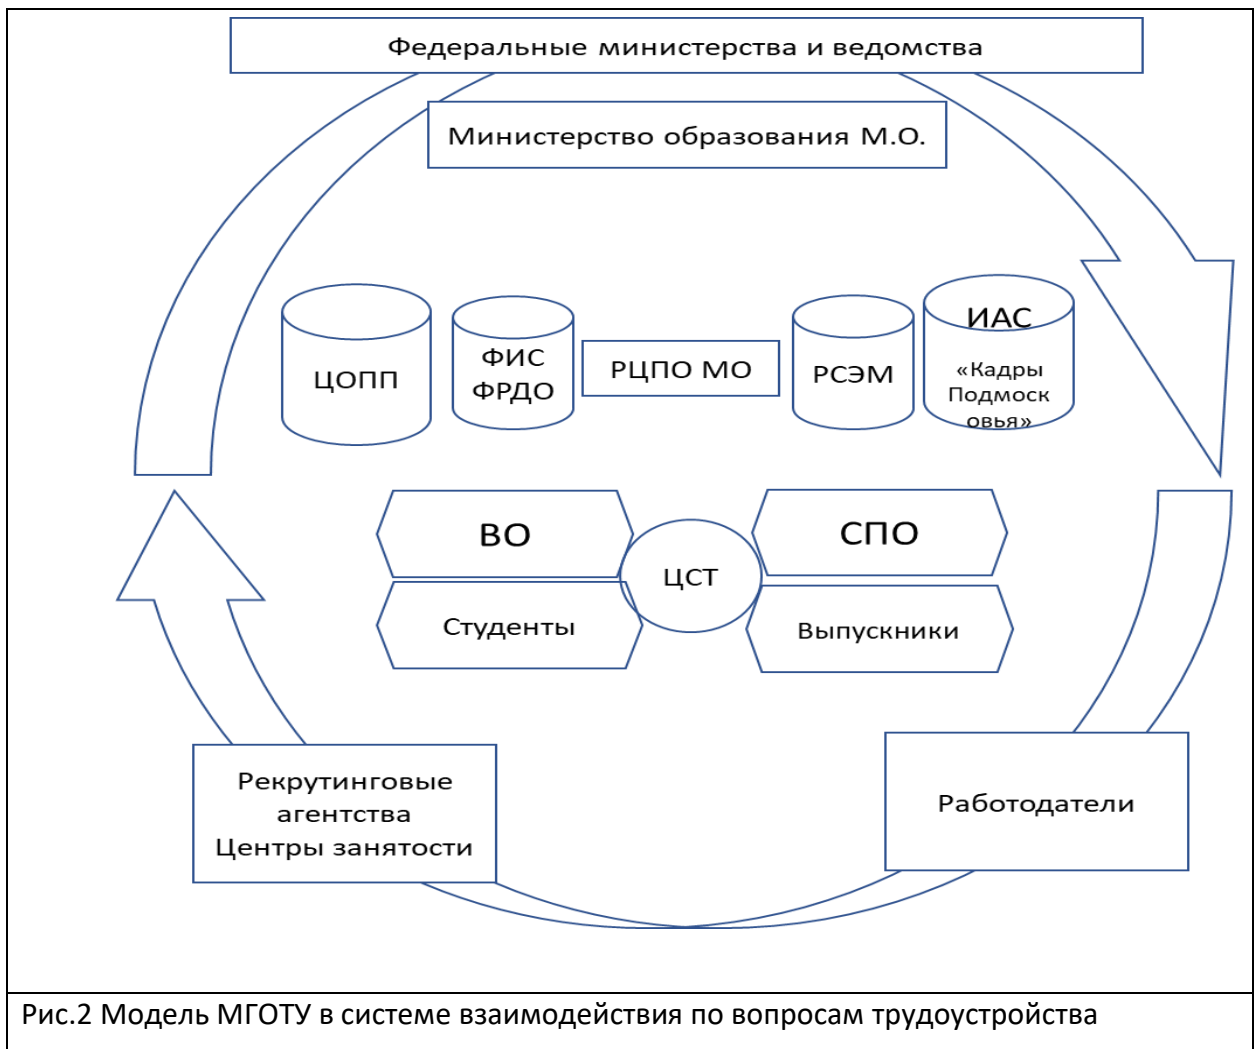 Федеральные министерства и ведомства
Министерство образования М.О.
ЦОПП
ФИС
ФРДО
РЦПО МО
РСЭМ
ИАС
«Кадры
Подмоск
овья»
ВО
СПО
ЦСТ
Студенты
Выпускники
Рекрутинговые
агентства
Центры занятости
Работодатели
Рис.2 Модель МГОТУ в системе взаимодействия по вопросам трудоустройства